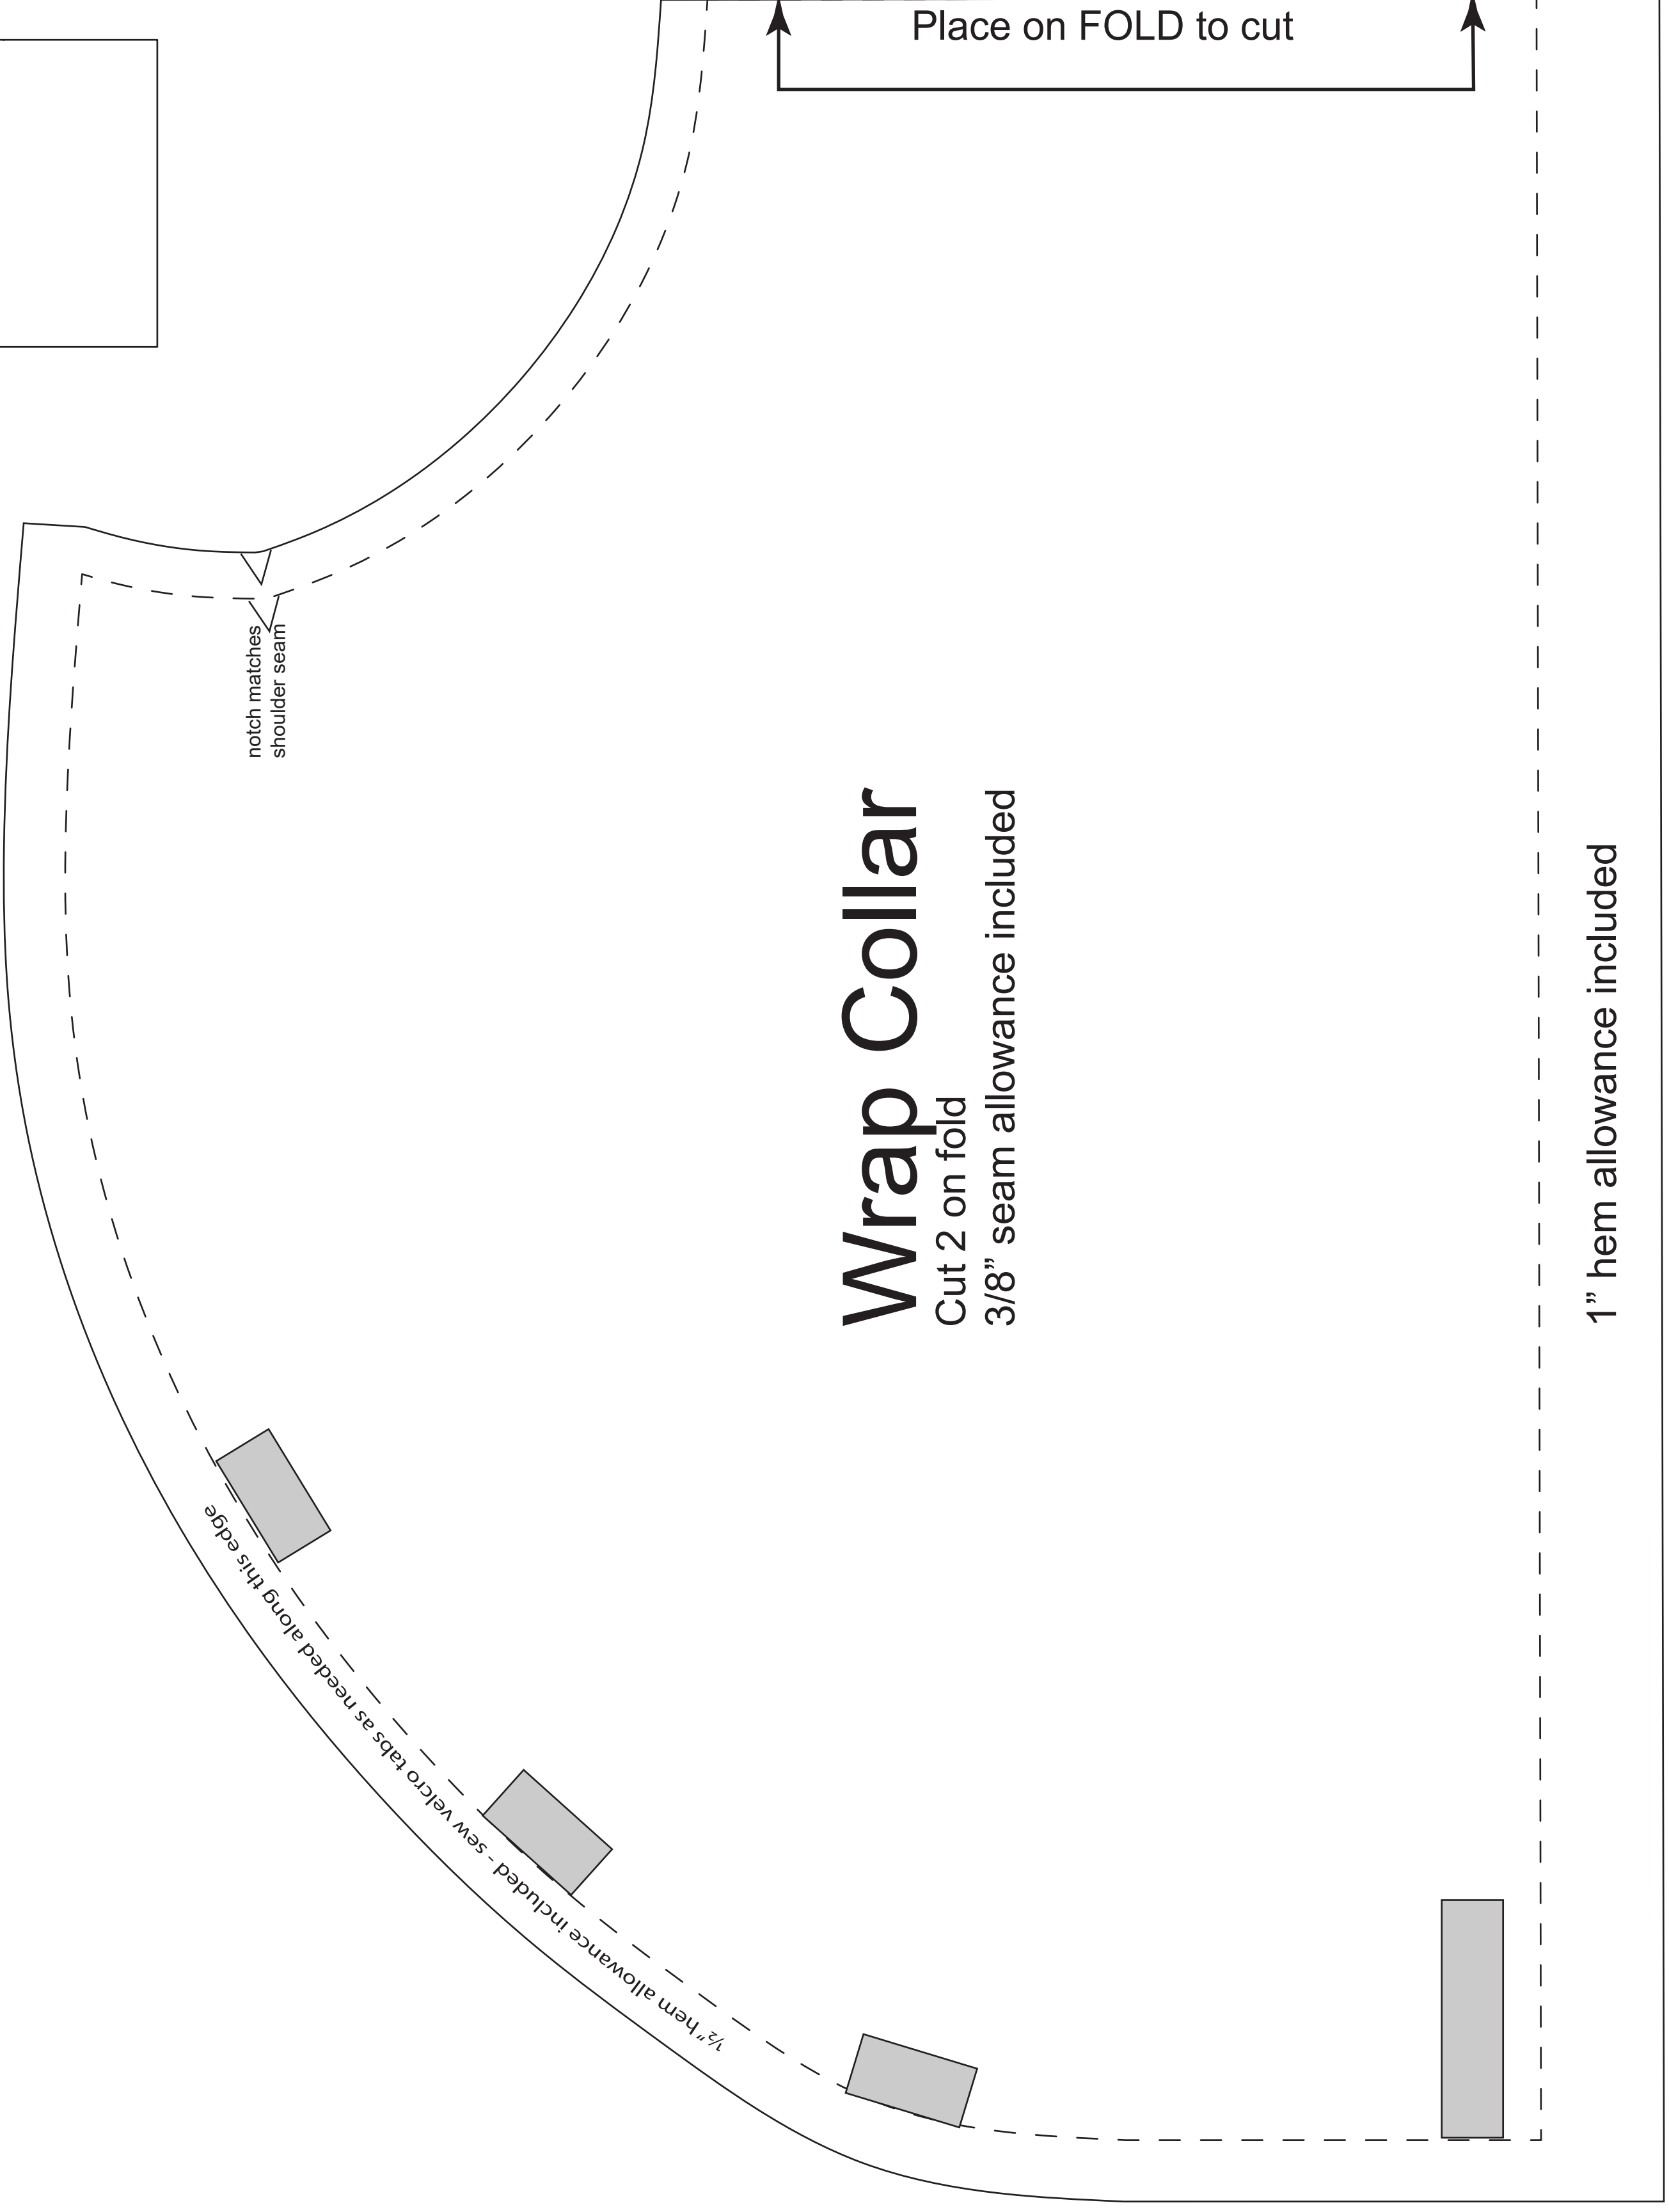 Place on FOLD to cut
notch matches
shoulder seam
Wrap Collar
Cut 2 on fold
3/8” seam allowance included
1” hem allowance included
½” hem allowance included - sew velcro tabs as needed along this edge